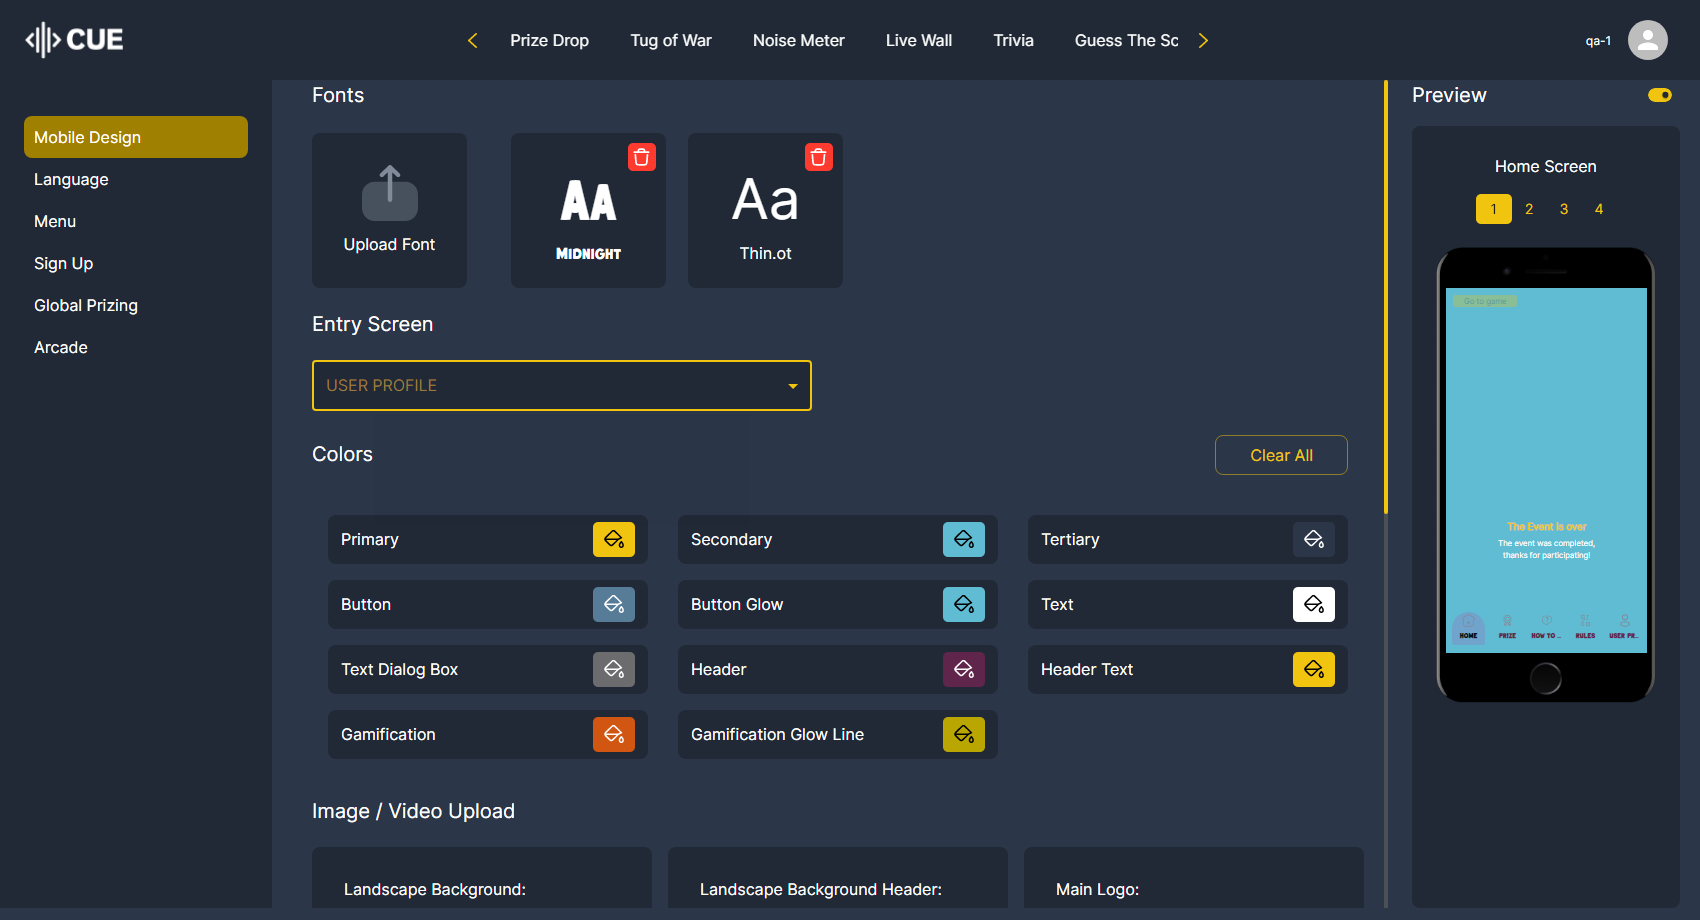 CUE
Prize Drop
Tug of War
Noise Meter
Live Wall
Trivia
Guess The Sc
qa-1
Mobile Design
Language
Menu
Sign Up
Global Prizing
Arcade
Fonts
Upload Font
AA
MIDNIGHT
Aa
Thin.ot
Entry Screen
USER PROFILE
Colors
Clear All
Primary
Secondary
Tertiary
Button
Button Glow
Text
Text Dialog Box
Header
Header Text
Gamification
Gamification Glow Line
Image / Video Upload
Landscape Background:
Landscape Background Header:
Main Logo:
Preview
Home Screen
1 2 3 4
Go to game
The Event is over
The event was completed,
thanks for participating!
HOME PRIZE HOW TO ... RULES USER PR...